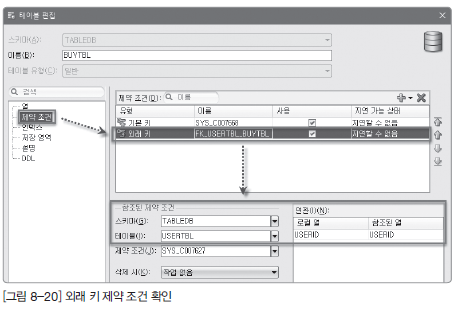 테이블 편집
스키마(A): TABLEDB
이름(B): BUYTBL
테이블 유형(C): 일반
검색
열
제약 조건
인덱스
저장 영역
설명
DDL
제약 조건(D): 이름
유형 이름 사용 지연 가능 상태
기본 키 SYS_C007668 지연할 수 없음
외래 키 FK_USERTBL_BUYTBL 지연할 수 없음
참조된 제약 조건
스키마(G): TABLEDB
테이블(I): USERTBL
제약 조건(J): SYS_C007627
삭제 시(K): 작업 없음
연관(I)(N):
로컬 열 참조된 열
USERID USERID
[그림 8-20] 외래 키 제약 조건 확인